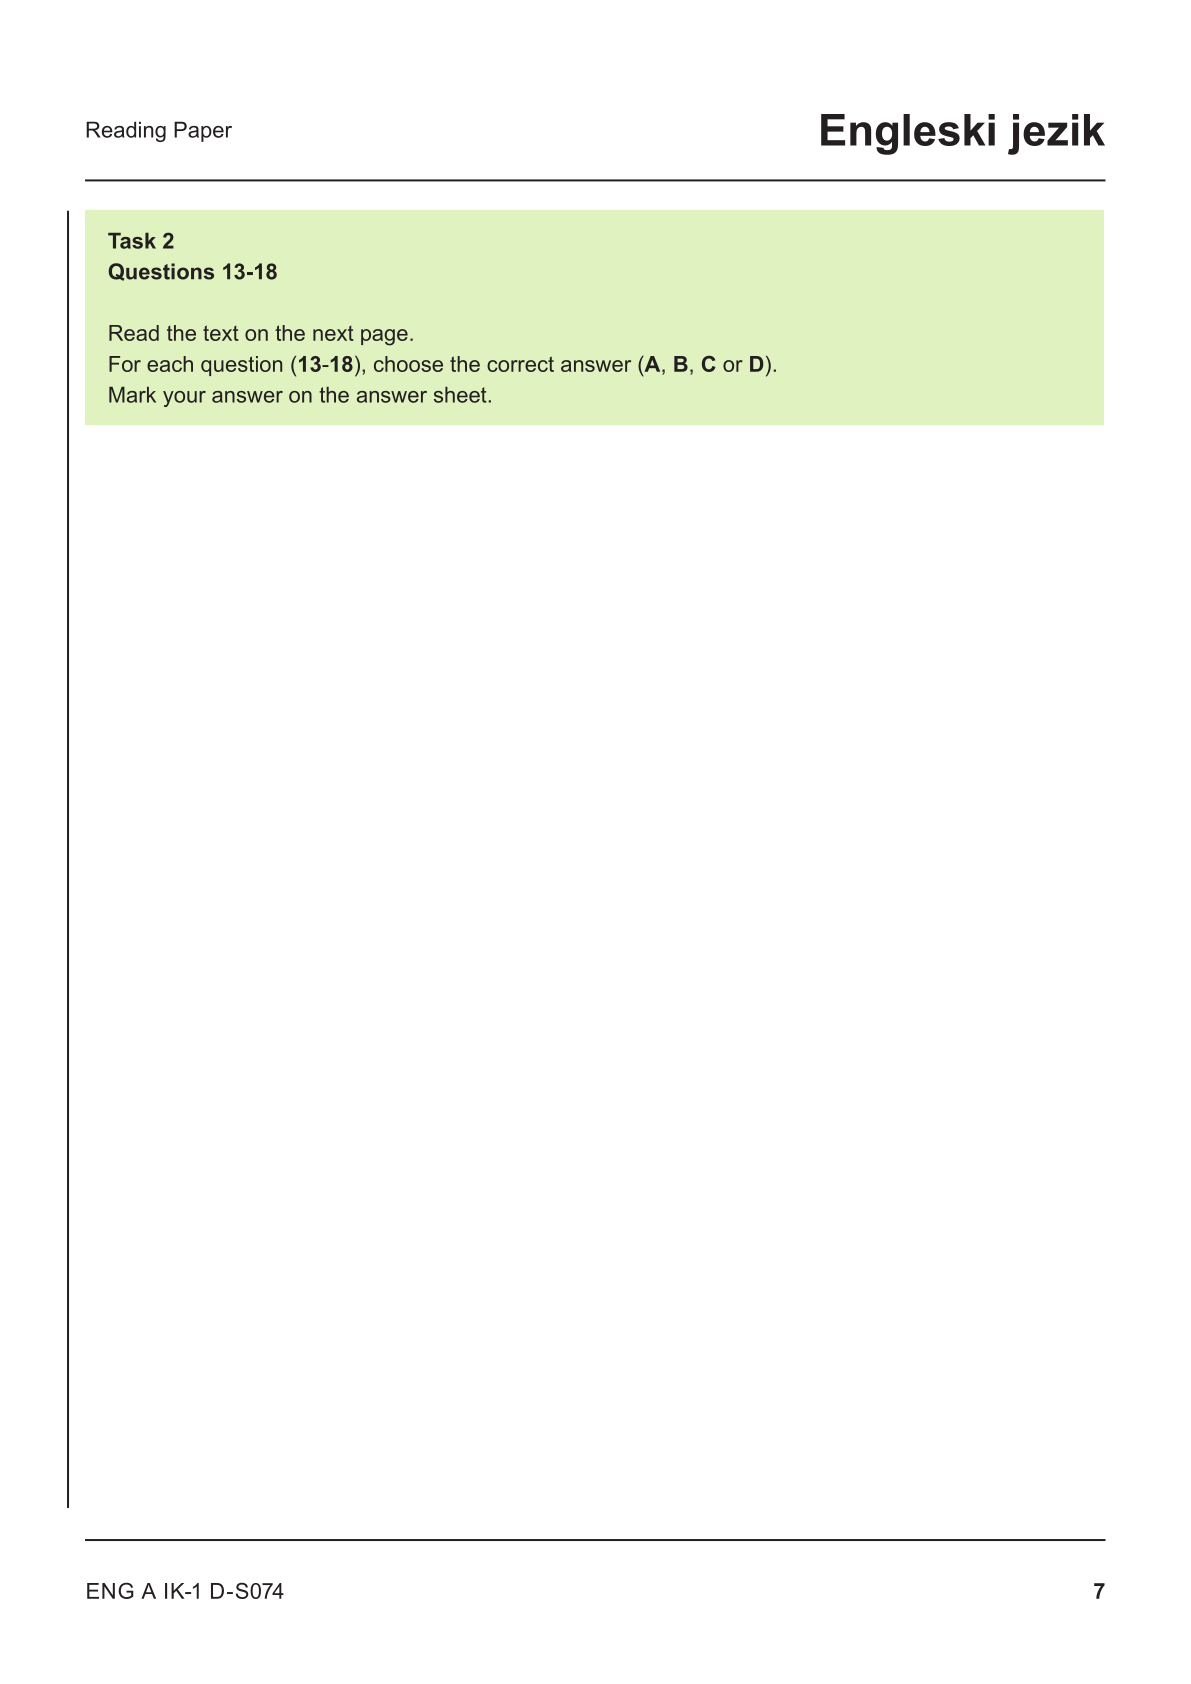 Reading Paper
Engleski jezik
Task 2
Questions 13-18
Read the text on the next page.
For each question (13-18), choose the correct answer (A, B, C or D).
Mark your answer on the answer sheet.
ENG A IK-1 D-S074
7